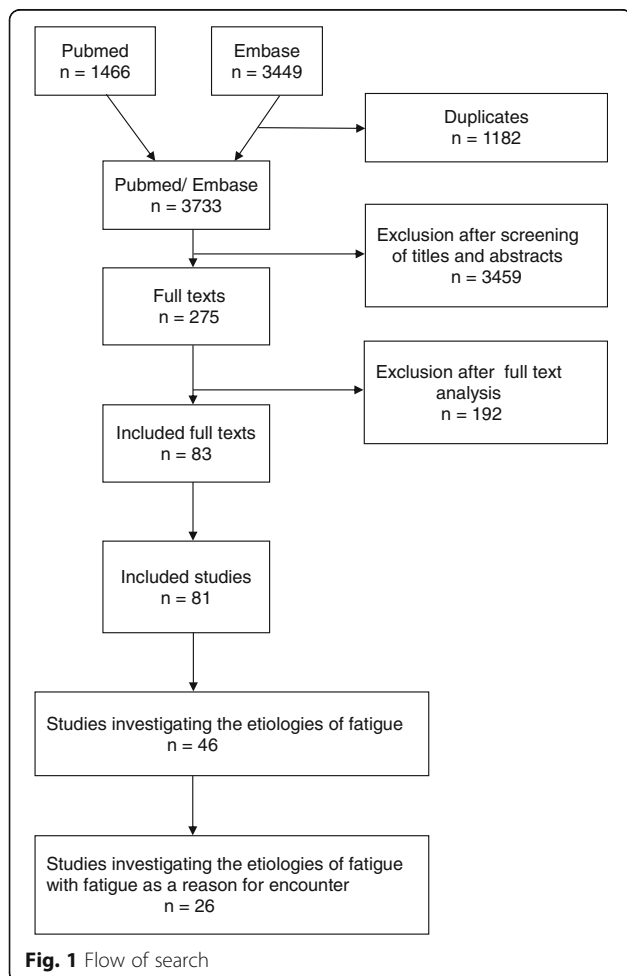 Pubmed
n = 1466
Embase
n = 3449
Duplicates
n = 1182
Pubmed/ Embase
n = 3733
Exclusion after screening
of titles and abstracts
n = 3459
Full texts
n = 275
Exclusion after full text
analysis
n = 192
Included full texts
n = 83
Included studies
n = 81
Studies investigating the etiologies of fatigue
n = 46
Studies investigating the etiologies of fatigue
with fatigue as a reason for encounter
n = 26
Fig. 1 Flow of search